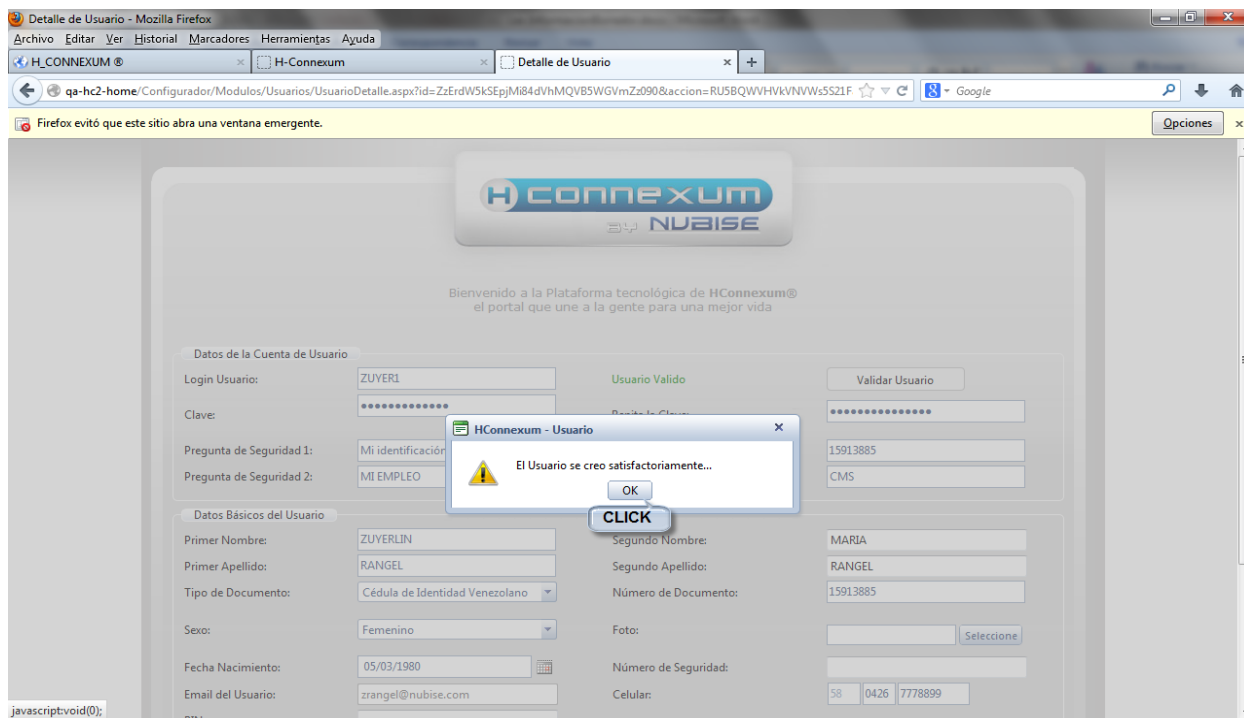 Detalle de Usuario - Mozilla Firefox
Archivo Editar Ver Historial Marcadores Herramientas Ayuda
H_CONNEXUM ® H-Connexum Detalle de Usuario
qa-hc2-home/Configurador/Modulos/Usuarios/UsuarioDetalle.aspx?id=ZzErdW5kSEpjMi84dVhMQVB5WGVmZz090&accion=RU5BQWVHVkVNVWs5S21F Google
Firefox evitó que este sitio abra una ventana emergente. Opciones
H CONNEXUM
BY NUBISE
Bienvenido a la Plataforma tecnológica de HConnexum®
el portal que une a la gente para una mejor vida
Datos de la Cuenta de Usuario
Login Usuario: ZUYER1 Usuario Valido Validar Usuario
Clave: Repita la Clave:
Pregunta de Seguridad 1: Mi identificación 15913885
Pregunta de Seguridad 2: MI EMPLEO CMS
HConnexum - Usuario
El Usuario se creo satisfactoriamente...
OK
CLICK
Datos Básicos del Usuario
Primer Nombre: ZUYERLIN Segundo Nombre: MARIA
Primer Apellido: RANGEL Segundo Apellido: RANGEL
Tipo de Documento: Cédula de Identidad Venezolano Número de Documento: 15913885
Sexo: Femenino Foto: Seleccione
Fecha Nacimiento: 05/03/1980 Número de Seguridad:
Email del Usuario: zrangel@nubise.com Celular: 58 0426 7778899
javascript:void(0);